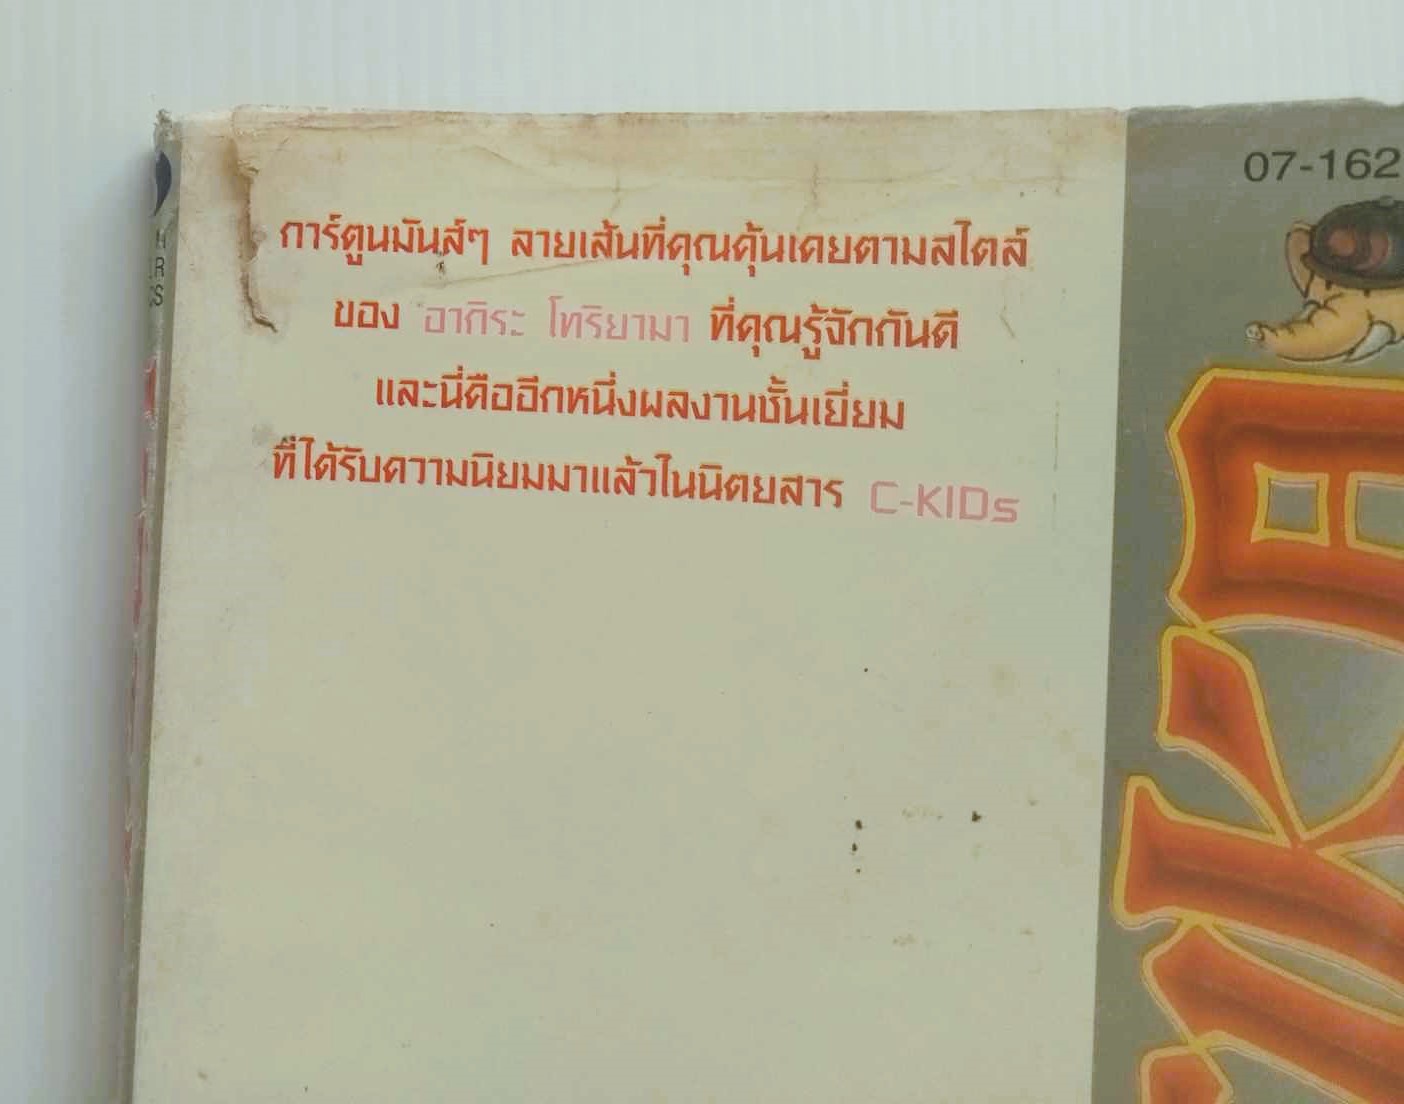 การ์ตูนมันส์ๆ ลายเส้นที่คุณคุ้นเคยตามสไตล์
ของ อากิระ โทริยามา ที่คุณรู้จักกันดี
และนี่คืออีกหนึ่งผลงานชั้นเยี่ยม
ที่ได้รับความนิยมมาแล้วในนิตยสาร C-KIDs
07-162